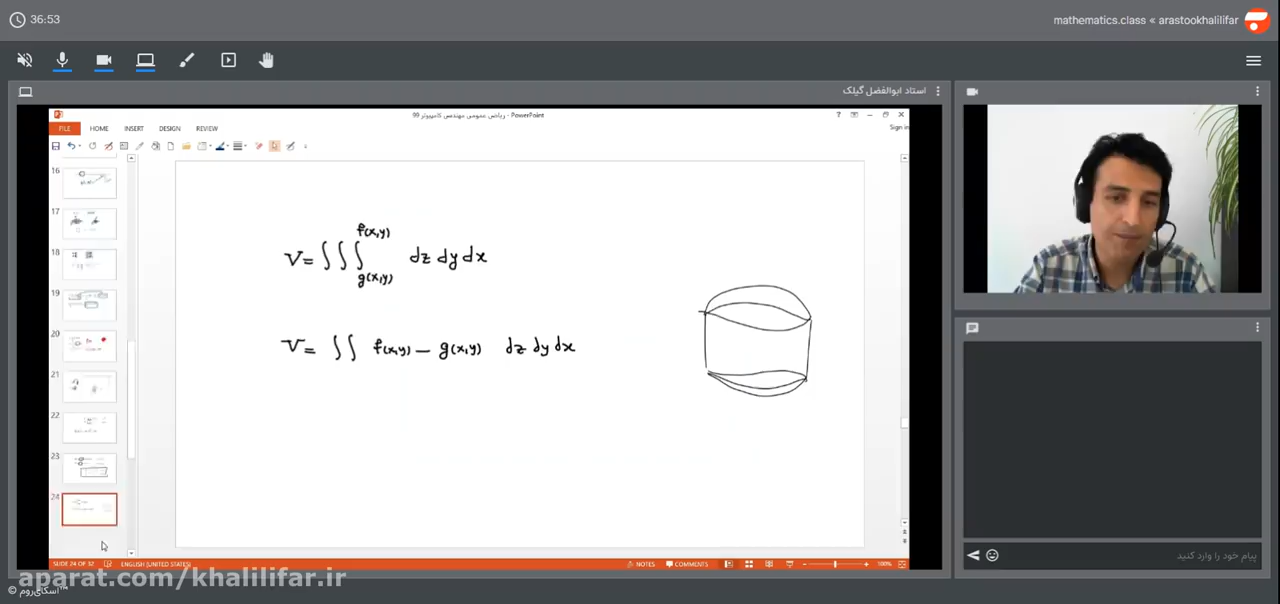 36:53
mathematics.class « arastookhalilifar
استاد ابوالفضل گیلک
ریاضی عمومی مهندسی کامپیوتر 99 - PowerPoint
FILE HOME INSERT DESIGN REVIEW
Sign in
16
17
18
19
20
21
22
23
24
V = ∫∫∫ f(x,y) g(x,y) dz dy dx
V = ∫∫ f(x,y) - g(x,y) dz dy dx
SLIDE 24 OF 32 ENGLISH (UNITED STATES) NOTES COMMENTS 100%
aparat.com/khalilifar.ir
© اسکای‌روم™
پیام خود را وارد کنید